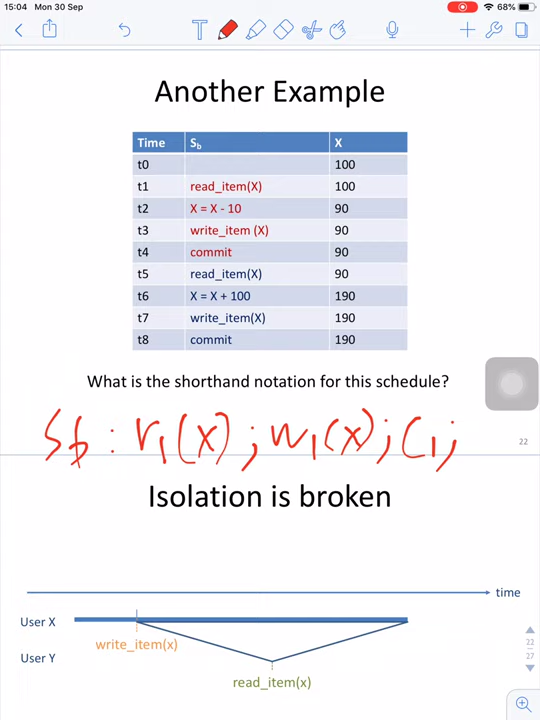 15:04 Mon 30 Sep 68%
Another Example
Time Sb X
t0 100
t1 read_item(X) 100
t2 X = X - 10 90
t3 write_item (X) 90
t4 commit 90
t5 read_item(X) 90
t6 X = X + 100 190
t7 write_item(X) 190
t8 commit 190
What is the shorthand notation for this schedule?
Sb : r1(X) ; w1(X) ; C1 ;
22
Isolation is broken
time
User X
write_item(x)
User Y
read_item(x)
22
27